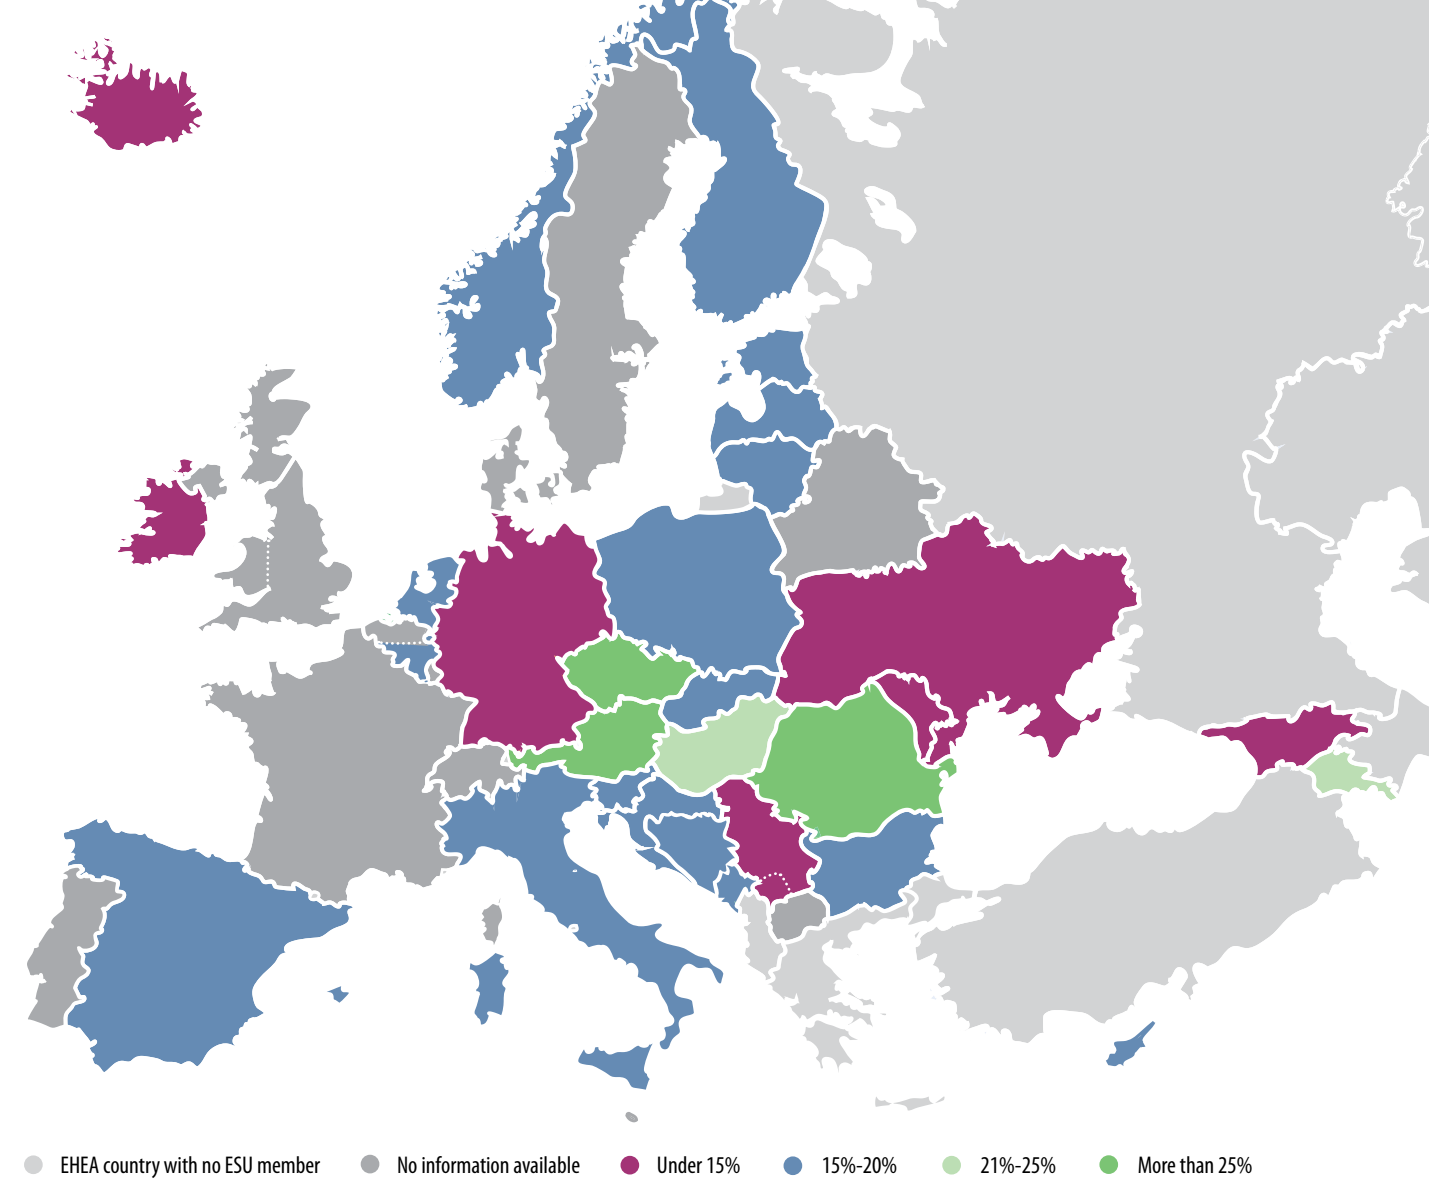 EHEA country with no ESU member No information available Under 15% 15%-20% 21%-25% More than 25%